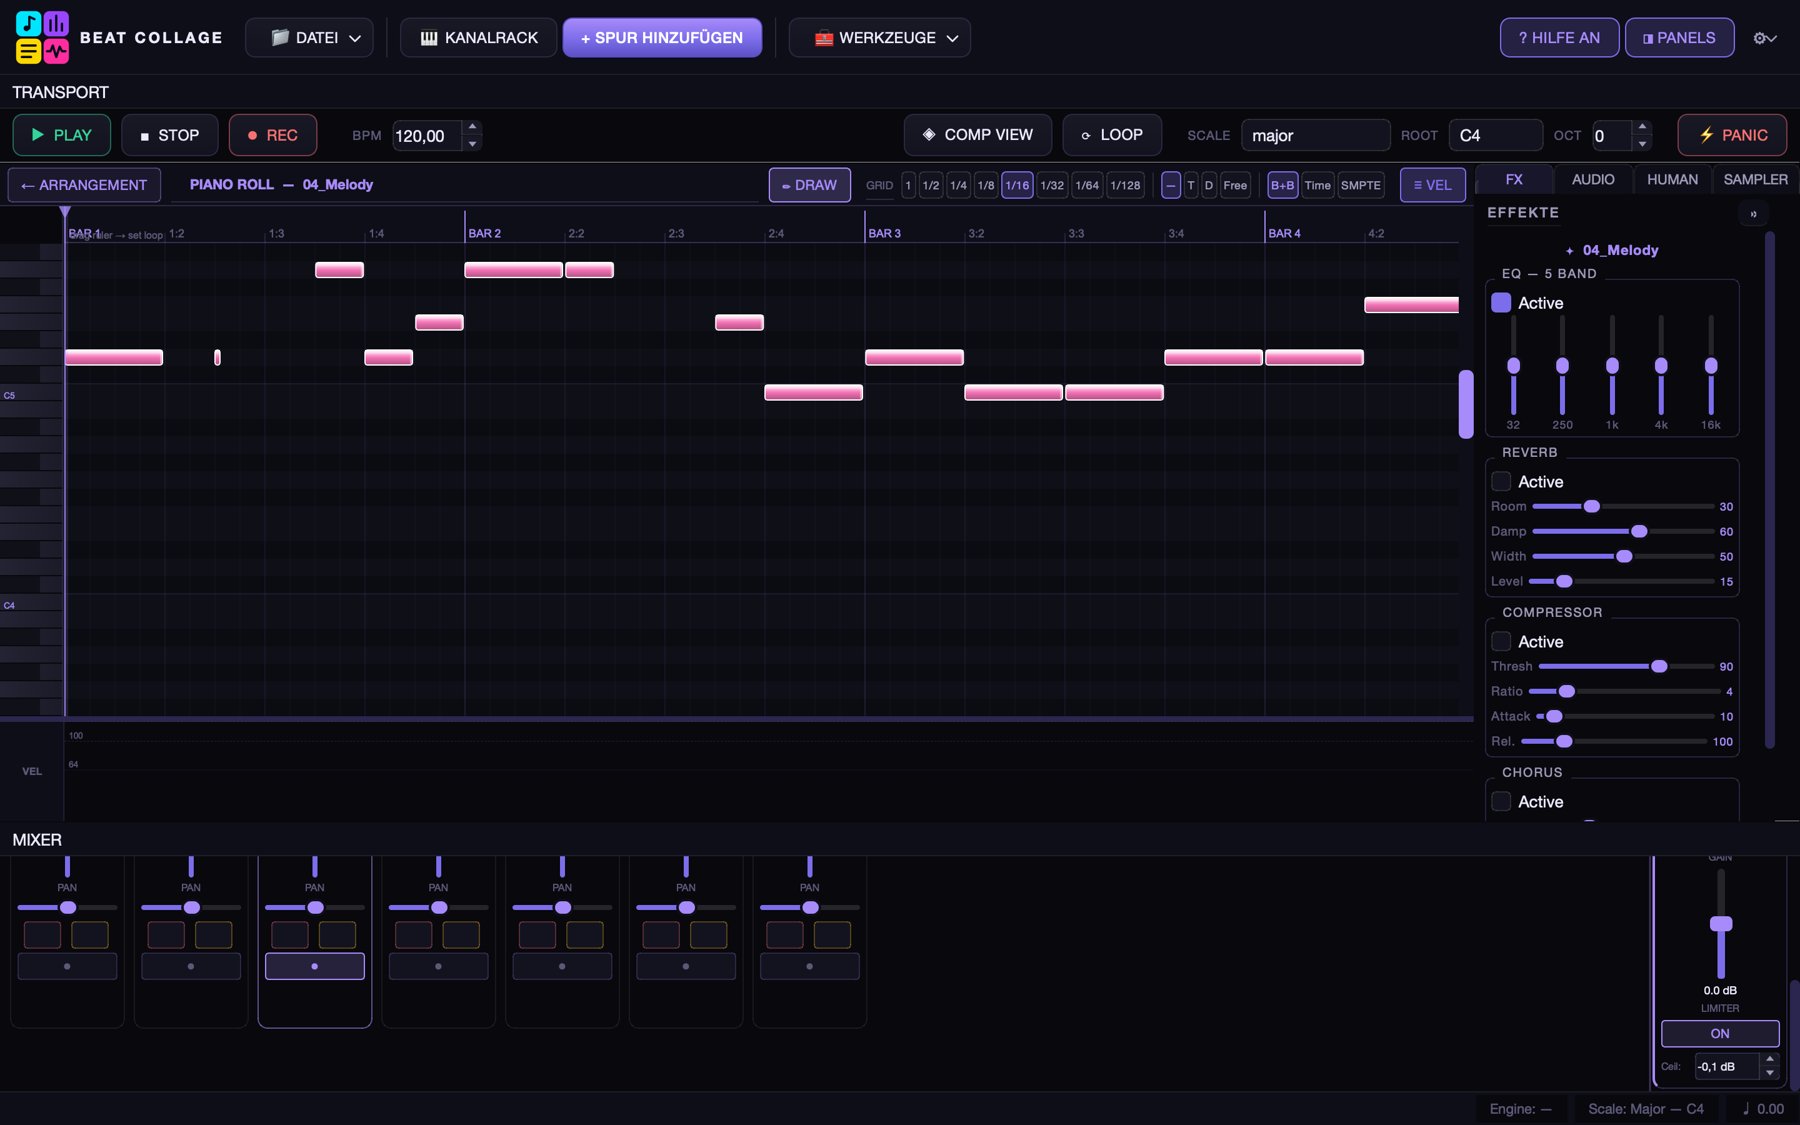 BEAT COLLAGE
DATEI
KANALRACK
+ SPUR HINZUFÜGEN
WERKZEUGE
? HILFE AN
PANELS
TRANSPORT
PLAY
STOP
REC
BPM 120,00
COMP VIEW
LOOP
SCALE major
ROOT C4
OCT 0
PANIC
← ARRANGEMENT
PIANO ROLL — 04_Melody
DRAW
GRID 1 1/2 1/4 1/8 1/16 1/32 1/64 1/128
— T D Free
B+B Time SMPTE
≡ VEL
FX AUDIO HUMAN SAMPLER
BAR 1 1:2 1:3 1:4 BAR 2 2:2 2:3 2:4 BAR 3 3:2 3:3 3:4 BAR 4 4:2
ruler → set loop
C5
C4
EFFEKTE »
+ 04_Melody
EQ — 5 BAND
Active
32 250 1k 4k 16k
REVERB
Active
Room 30
Damp 60
Width 50
Level 15
COMPRESSOR
Active
Thresh 90
Ratio 4
Attack 10
Rel. 100
CHORUS
Active
VEL
100
64
MIXER
PAN PAN PAN PAN PAN PAN PAN
GAIN
0.0 dB
LIMITER
ON
Ceil: -0,1 dB
Engine: —
Scale: Major — C4
♩ 0.00